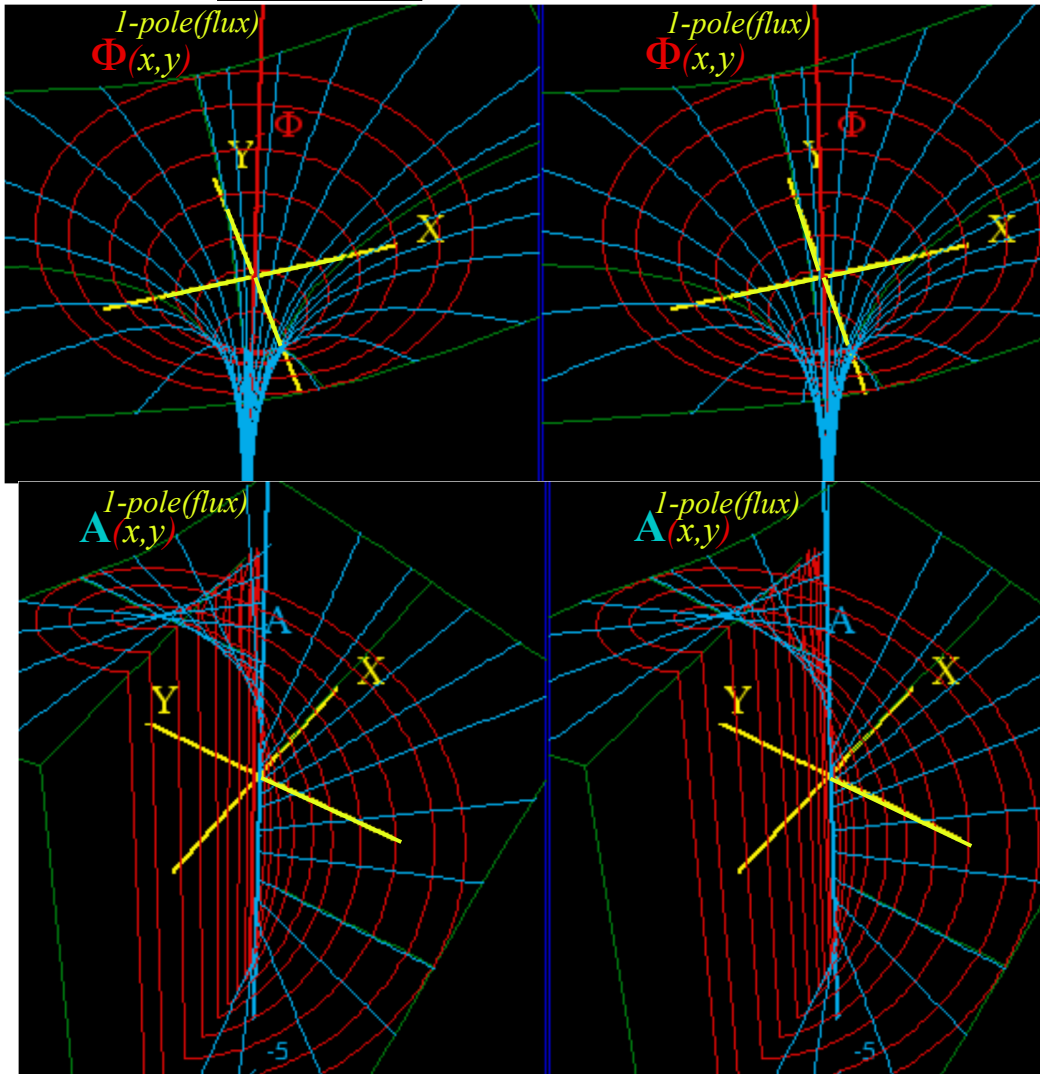 1-pole(flux)
Φ(x,y)
Φ
Y
X
1-pole(flux)
Φ(x,y)
Φ
Y
X
1-pole(flux)
A(x,y)
A
X
Y
-5
1-pole(flux)
A(x,y)
A
X
Y
-5